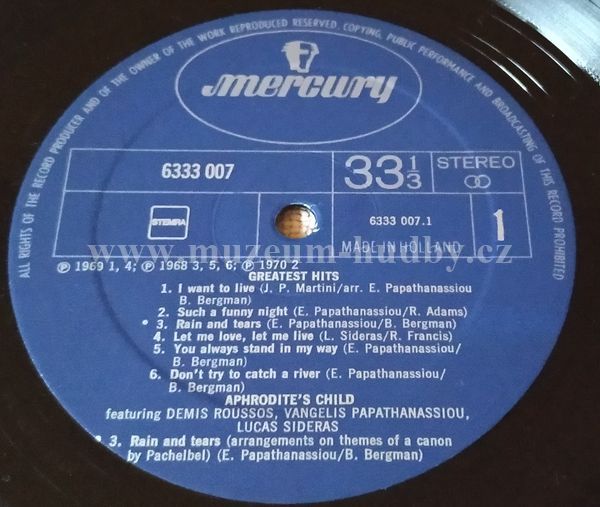 ALL RIGHTS OF THE RECORD PRODUCER AND OF THE OWNER OF THE WORK REPRODUCED RESERVED. COPYING, PUBLIC PERFORMANCE AND BROADCASTING OF THIS RECORD PROHIBITED
mercury
6333 007
33 1/3
STEREO
STEMRA
6333 007.1
1
MADE IN HOLLAND
www.muzeum-hudby.cz
℗ 1969 1, 4; ℗ 1968 3, 5, 6; ℗ 1970 2
GREATEST HITS
1. I want to live (J. P. Martini/arr. E. Papathanassiou
B. Bergman)
2. Such a funny night (E. Papathanassiou/R. Adams)
* 3. Rain and tears (E. Papathanassiou/B. Bergman)
4. Let me love, let me live (L. Sideras/R. Francis)
5. You always stand in my way (E. Papathanassiou/
B. Bergman)
6. Don't try to catch a river (E. Papathanassiou/
B. Bergman)
APHRODITE'S CHILD
featuring DEMIS ROUSSOS, VANGELIS PAPATHANASSIOU,
LUCAS SIDERAS
* 3. Rain and tears (arrangements on themes of a canon
by Pachelbel) (E. Papathanassiou/B. Bergman)